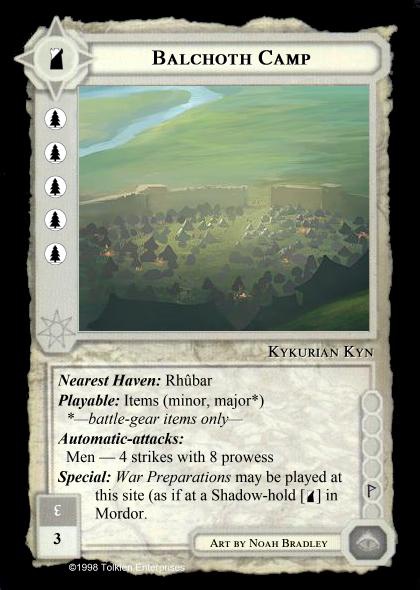 BALCHOTH CAMP
KYKURIAN KYN
Nearest Haven: Rhûbar
Playable: Items (minor, major*)
*—battle-gear items only—
Automatic-attacks:
Men — 4 strikes with 8 prowess
Special: War Preparations may be played at
this site (as if at a Shadow-hold [] in
Mordor.
ε
3
ART BY NOAH BRADLEY
©1998 Tolkien Enterprises